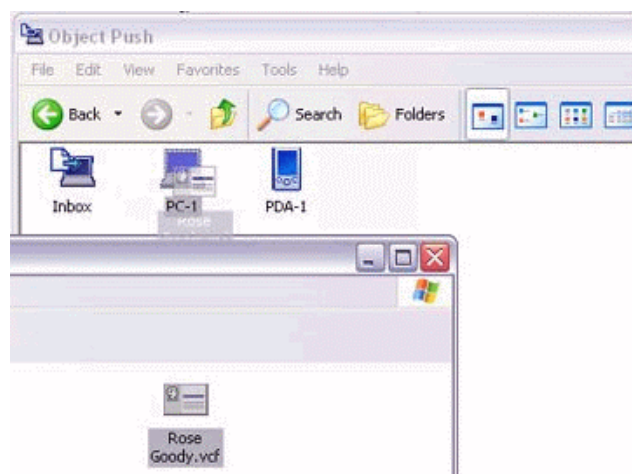 Object Push
File Edit View Favorites Tools Help
Back Search Folders
Inbox PC-1 PDA-1
Rose
Rose
Goody.vcf